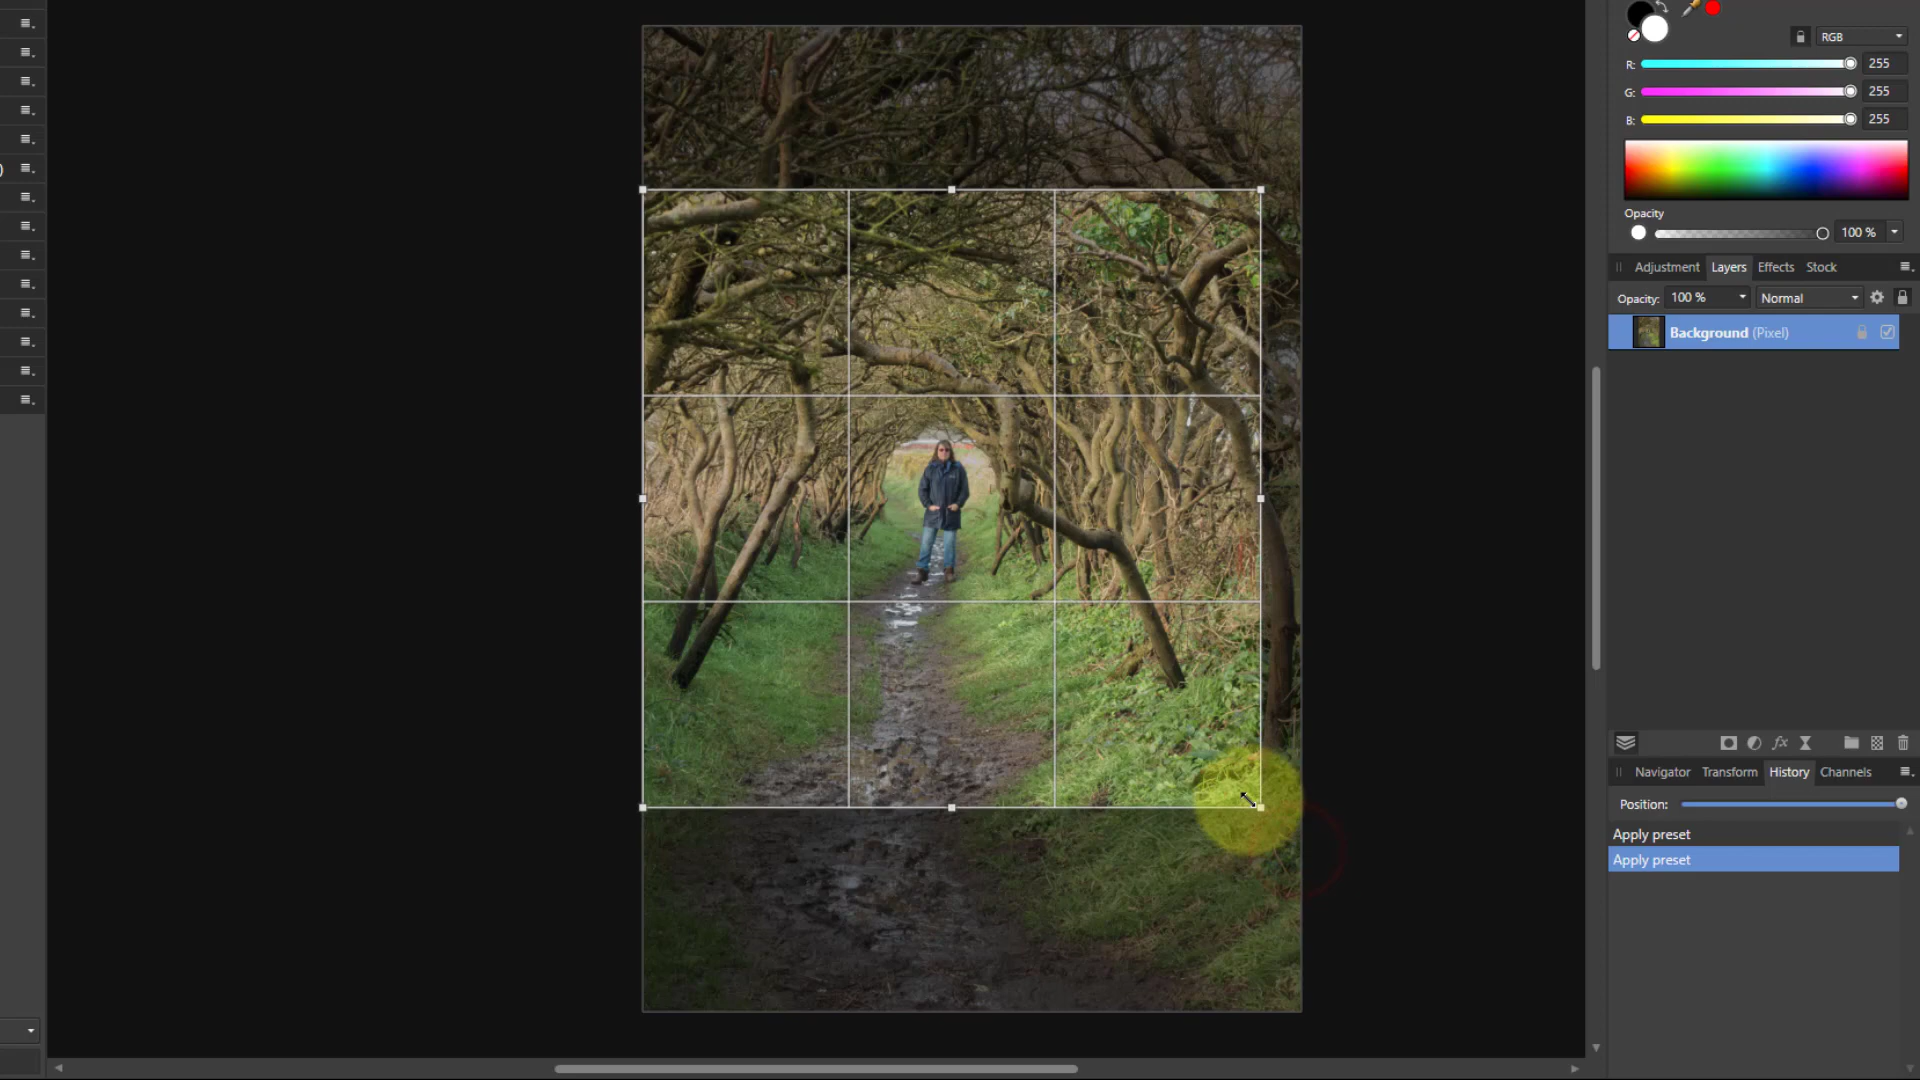 )
RGB
R: 255
G: 255
B: 255
Opacity
100 %
Adjustment Layers Effects Stock
Opacity: 100 % Normal
Background (Pixel)
fx
Navigator Transform History Channels
Position:
Apply preset
Apply preset